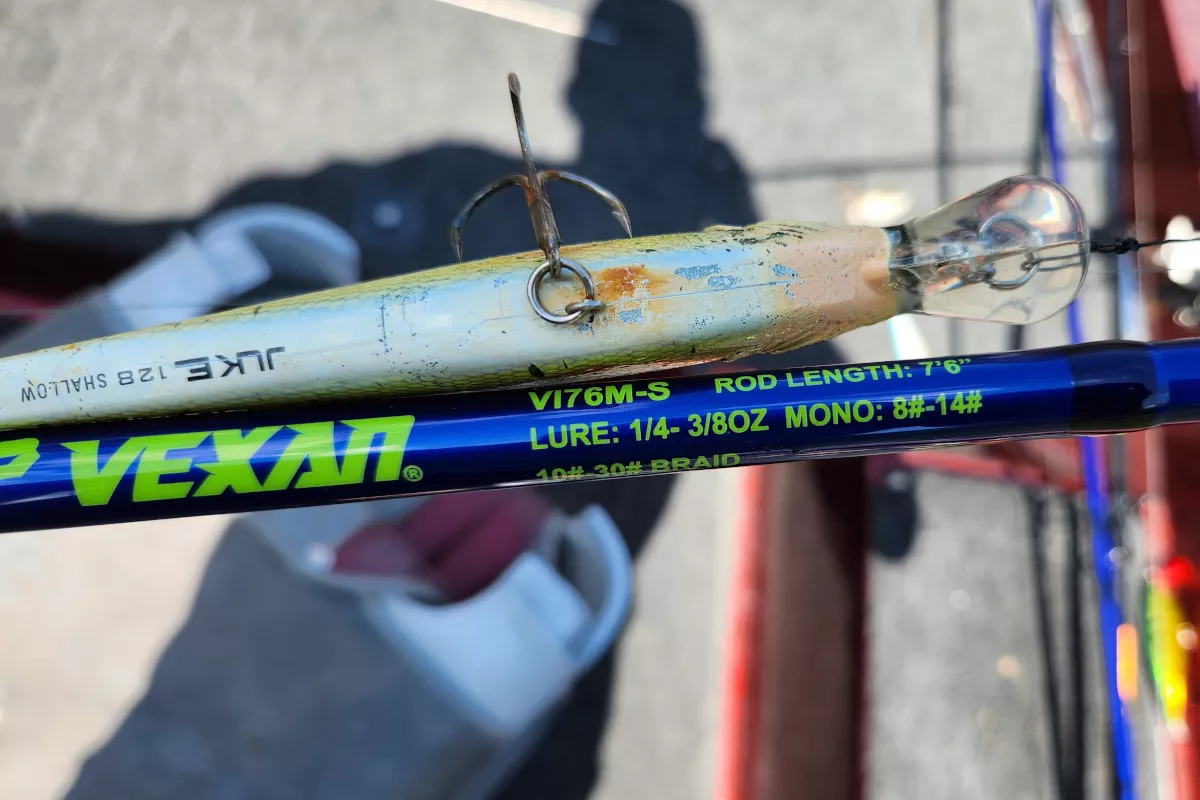 JUKE 128 SHALLOW
VEXAN®
VI76M-S ROD LENGTH: 7'6"
LURE: 1/4- 3/8OZ MONO: 8#-14#
10#-30# BRAID